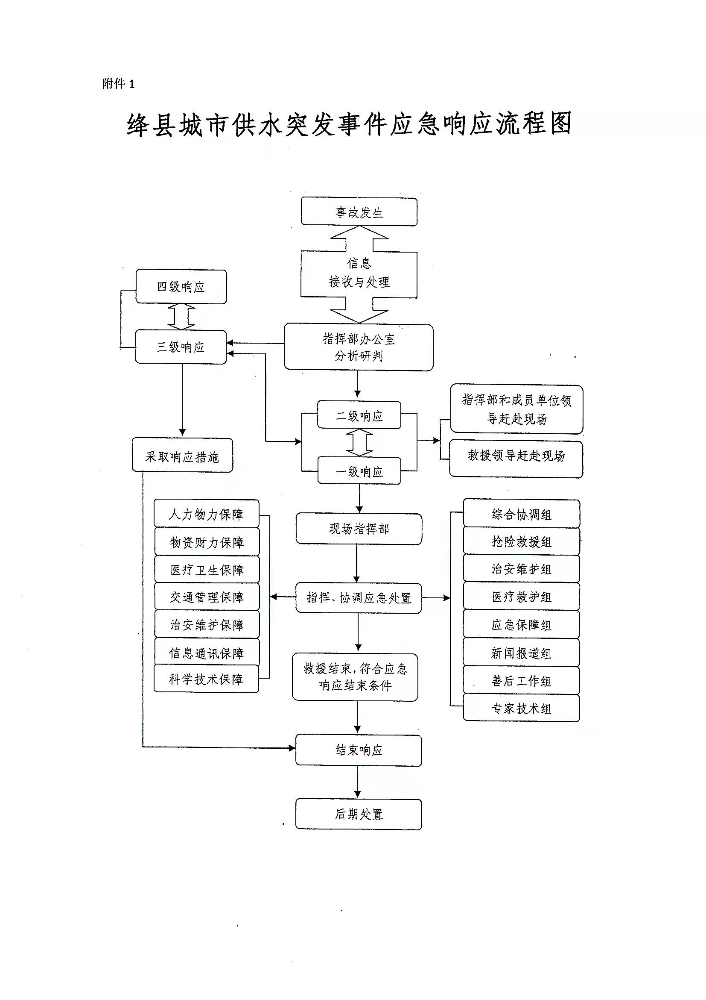 附件 1
绛县城市供水突发事件应急响应流程图
事故发生
信息
接收与处理
四级响应
三级响应
指挥部办公室
分析研判
二级响应
一级响应
指挥部和成员单位领
导赶赴现场
救援领导赶赴现场
采取响应措施
现场指挥部
人力物力保障
物资财力保障
医疗卫生保障
交通管理保障
治安维护保障
信息通讯保障
科学技术保障
指挥、协调应急处置
综合协调组
抢险救援组
治安维护组
医疗救护组
应急保障组
新闻报道组
善后工作组
专家技术组
救援结束,符合应急
响应结束条件
结束响应
后期处置